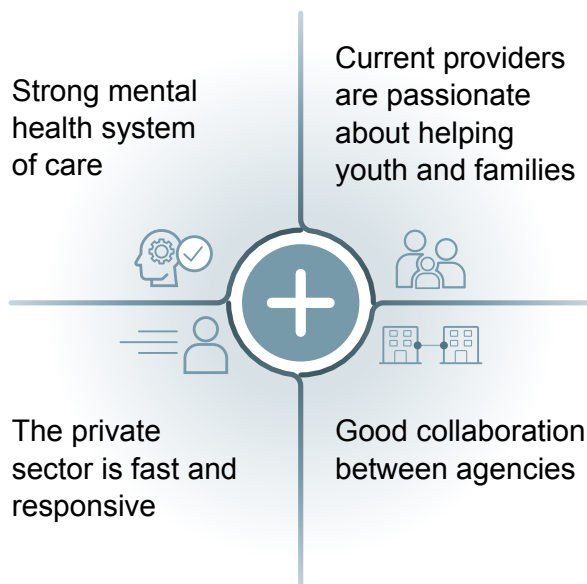 Strong mental
health system
of care
Current providers
are passionate
about helping
youth and families
The private
sector is fast and
responsive
Good collaboration
between agencies